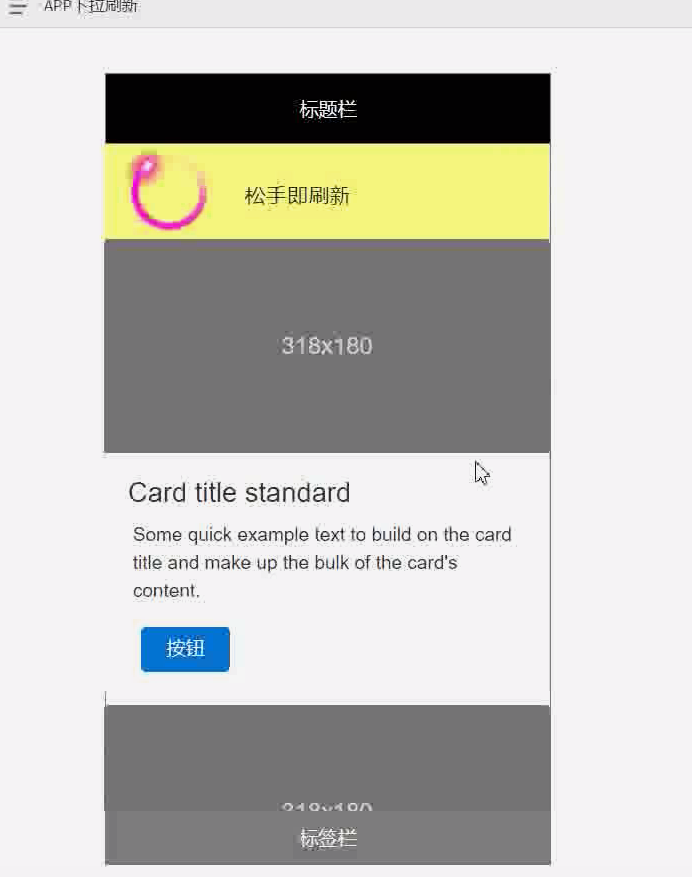 APP下拉刷新
标题栏
松手即刷新
318x180
Card title standard
Some quick example text to build on the card
title and make up the bulk of the card's
content.
按钮
318x180
标签栏